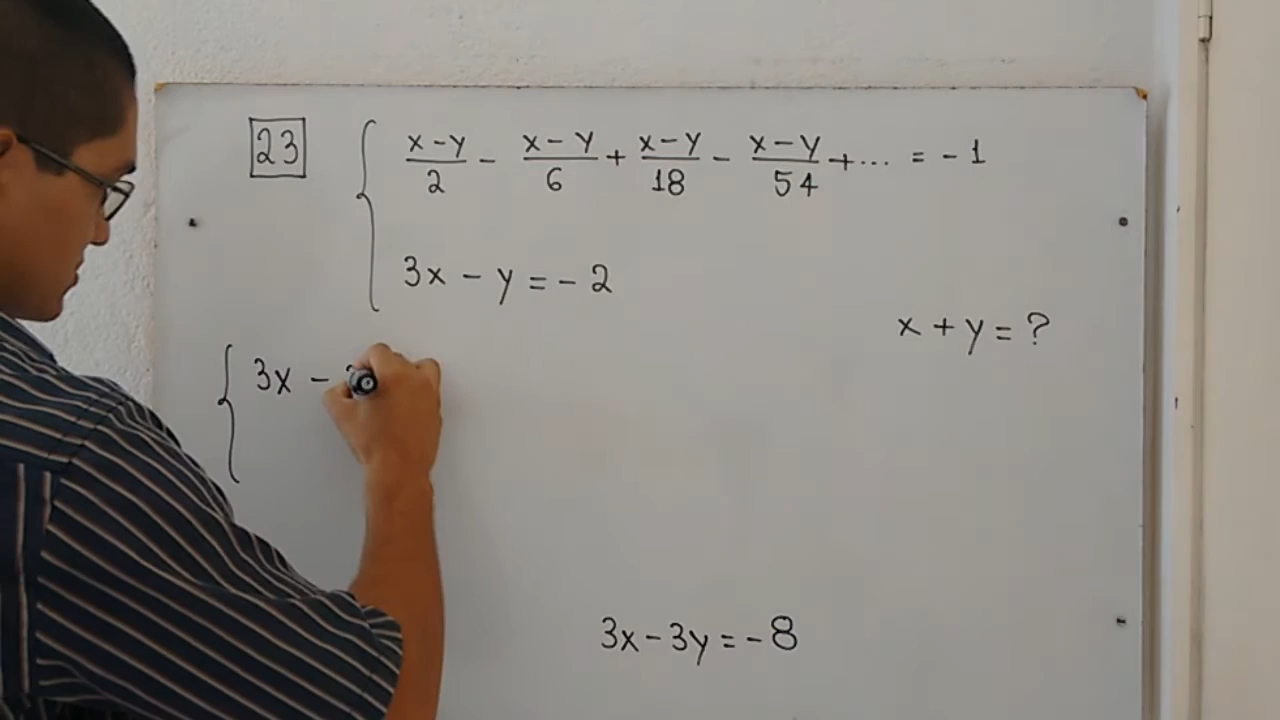 23
x-y/2 - x-y/6 + x-y/18 - x-y/54 + ... = -1
3x - y = -2
x + y = ?
3x -
3x - 3y = -8